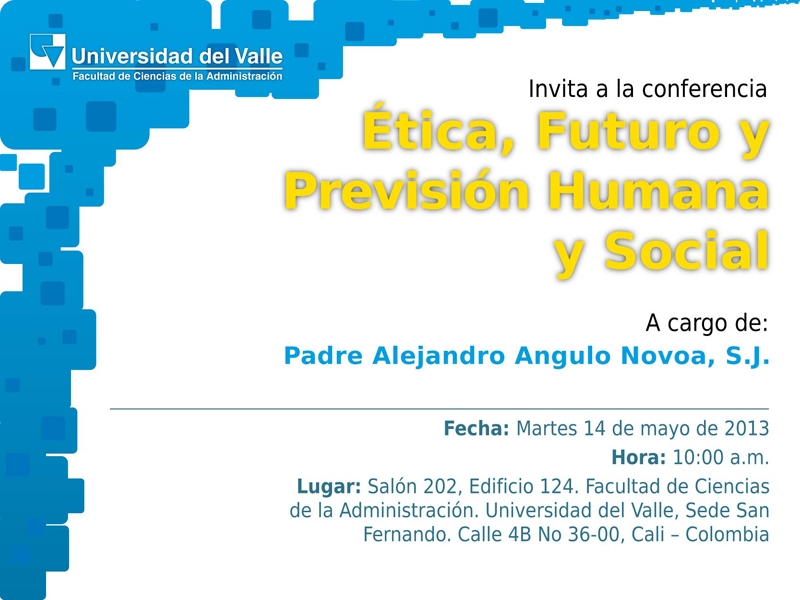 Universidad del Valle
Facultad de Ciencias de la Administración
Invita a la conferencia
Ética, Futuro y
Previsión Humana
y Social
A cargo de:
Padre Alejandro Angulo Novoa, S.J.
Fecha: Martes 14 de mayo de 2013
Hora: 10:00 a.m.
Lugar: Salón 202, Edificio 124. Facultad de Ciencias
de la Administración. Universidad del Valle, Sede San
Fernando. Calle 4B No 36-00, Cali – Colombia